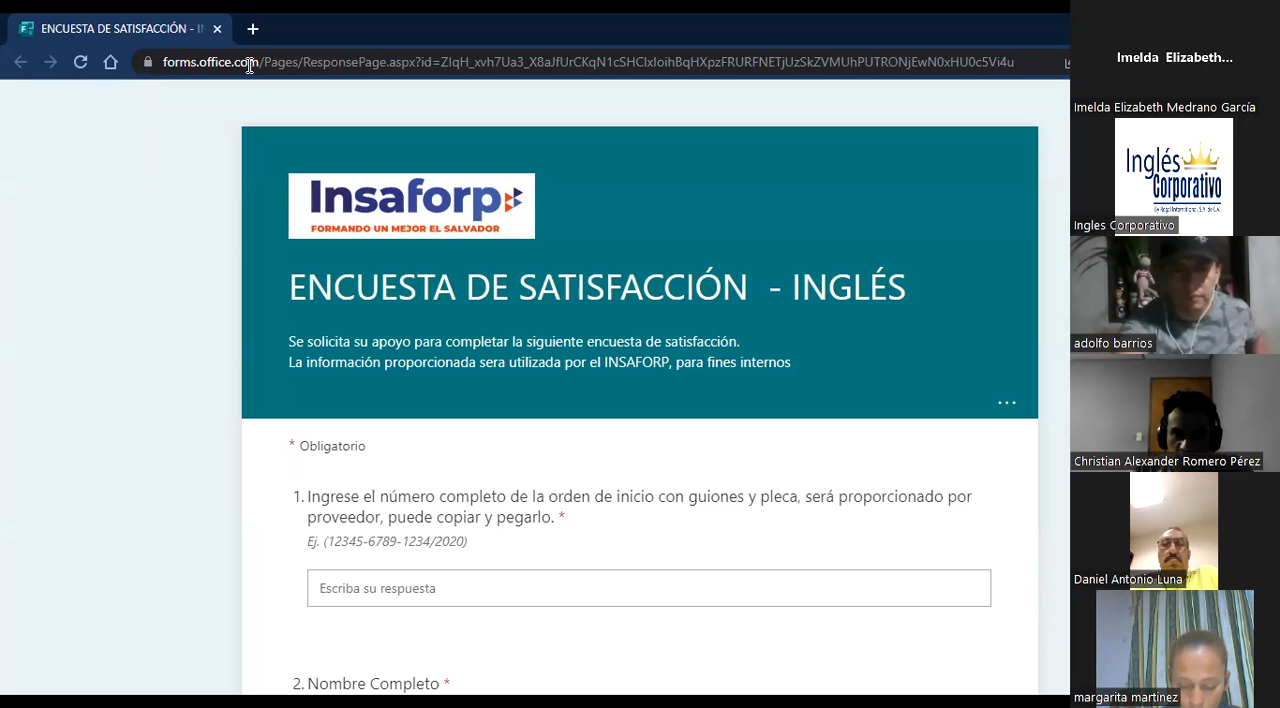 ENCUESTA DE SATISFACCIÓN - I
forms.office.com/Pages/ResponsePage.aspx?id=ZIqH_xvh7Ua3_X8aJfUrCKqN1cSHCIxIoihBqHXpzFRURFNETjUzSkZVMUhPUTRONjEwN0xHU0c5Vi4u
Insaforp
FORMANDO UN MEJOR EL SALVADOR
ENCUESTA DE SATISFACCIÓN - INGLÉS
Se solicita su apoyo para completar la siguiente encuesta de satisfacción.
La información proporcionada sera utilizada por el INSAFORP, para fines internos
* Obligatorio
1. Ingrese el número completo de la orden de inicio con guiones y pleca, será proporcionado por
proveedor, puede copiar y pegarlo. *
Ej. (12345-6789-1234/2020)
Escriba su respuesta
2. Nombre Completo *
Imelda Elizabeth...
Imelda Elizabeth Medrano García
Inglés
Corporativo
Ingles Corporativo
adolfo barrios
Christian Alexander Romero Pérez
Daniel Antonio Luna
margarita martinez